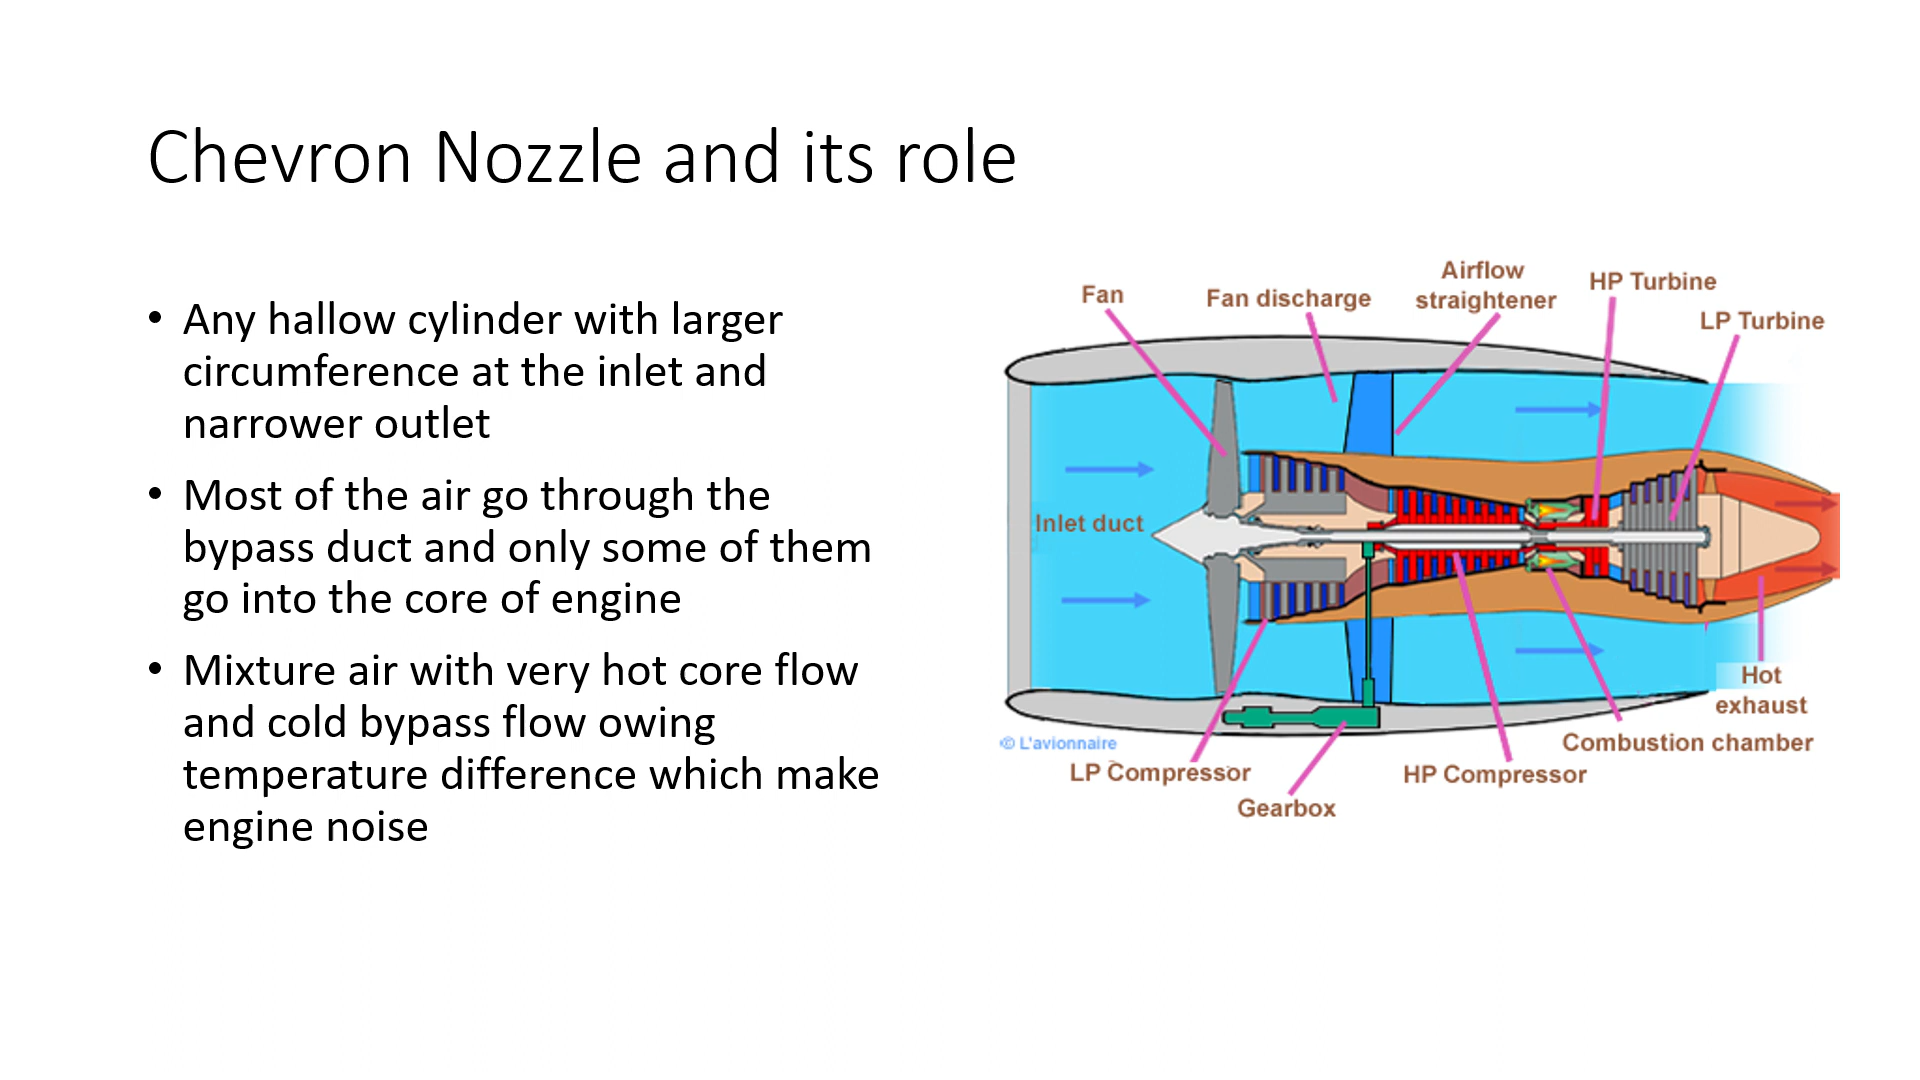 Chevron Nozzle and its role
• Any hallow cylinder with larger
circumference at the inlet and
narrower outlet
• Most of the air go through the
bypass duct and only some of them
go into the core of engine
• Mixture air with very hot core flow
and cold bypass flow owing
temperature difference which make
engine noise
Fan
Fan discharge
Airflow
straightener
HP Turbine
LP Turbine
Inlet duct
Hot
exhaust
© L'avionnaire
LP Compressor
Gearbox
HP Compressor
Combustion chamber